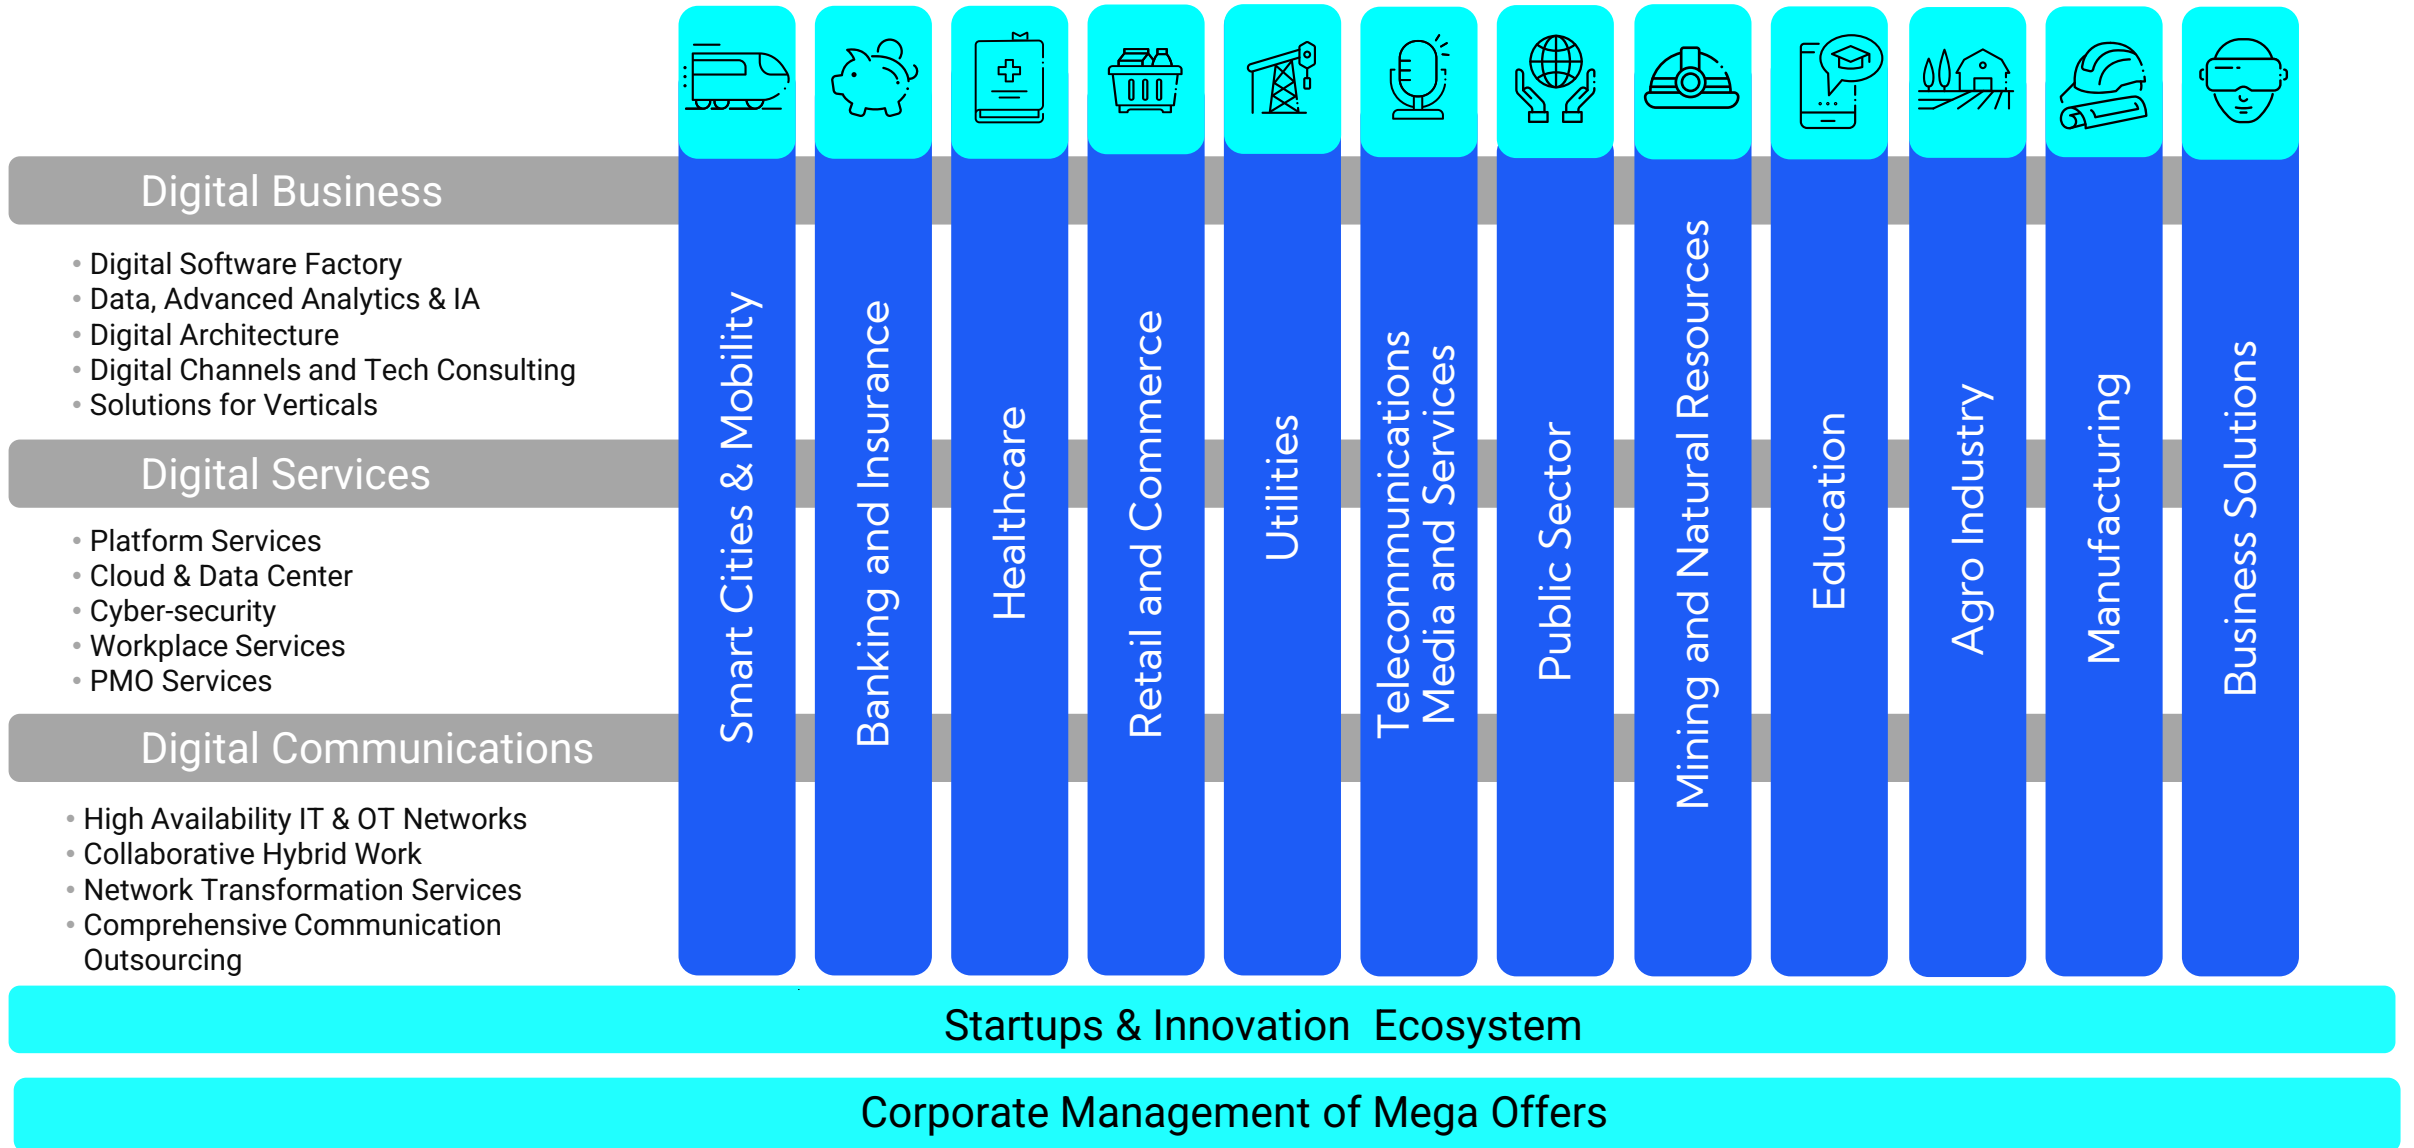 Digital Business
• Digital Software Factory
• Data, Advanced Analytics & IA
• Digital Architecture
• Digital Channels and Tech Consulting
• Solutions for Verticals
Digital Services
• Platform Services
• Cloud & Data Center
• Cyber-security
• Workplace Services
• PMO Services
Digital Communications
• High Availability IT & OT Networks
• Collaborative Hybrid Work
• Network Transformation Services
• Comprehensive Communication
Outsourcing
Smart Cities & Mobility
Banking and Insurance
Healthcare
Retail and Commerce
Utilities
Telecommunications
Media and Services
Public Sector
Mining and Natural Resources
Education
Agro Industry
Manufacturing
Business Solutions
Startups & Innovation  Ecosystem
Corporate Management of Mega Offers